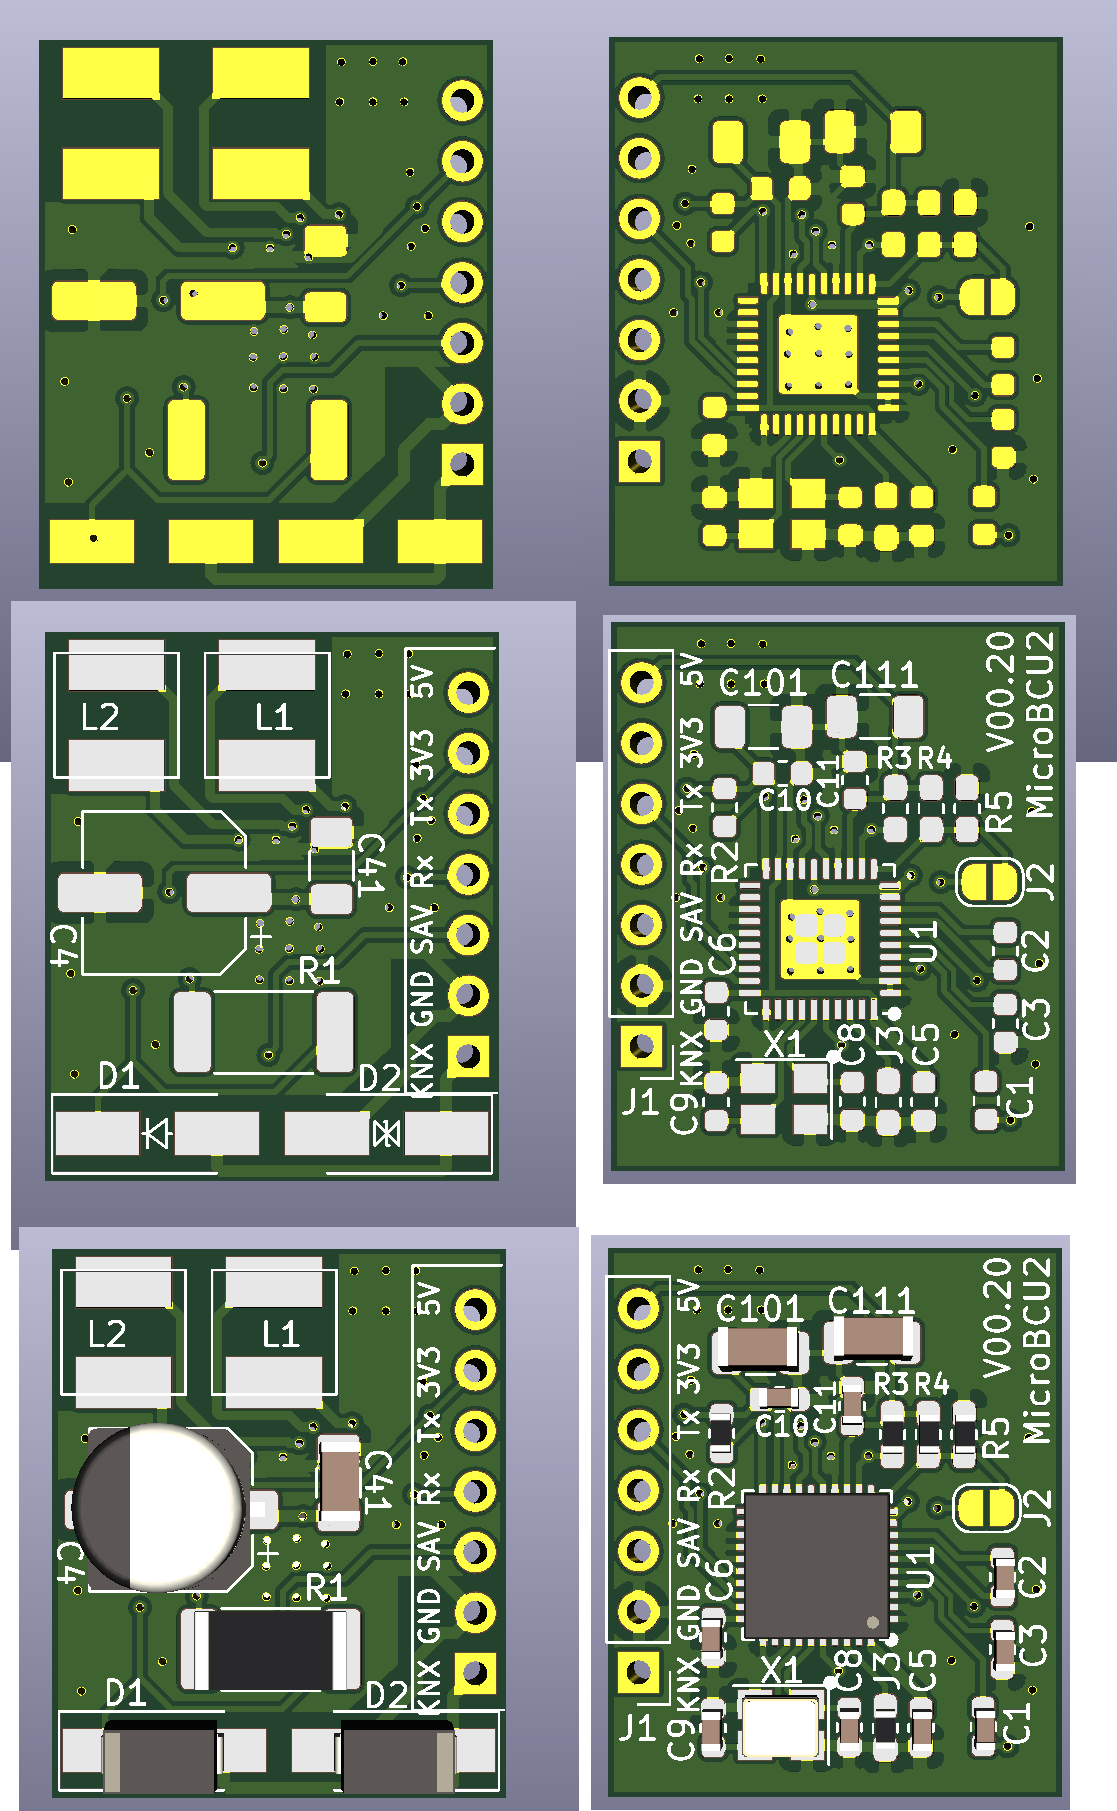 L2
L1
C41
C4
R1
D1
D2
5V
3V3
Tx
Rx
SAV
GND
KNX
C101
C111
V00.20
MicroBCU2
5V
3V3
Tx
Rx
SAV
GND
KNX
C10
C11
R3
R4
R5
R2
J2
C6
U1
C2
C3
X1
C8
J3
C5
C1
C9
J1
L2
L1
C41
C4
R1
D1
D2
5V
3V3
Tx
Rx
SAV
GND
KNX
C101
C111
V00.20
MicroBCU2
5V
3V3
Tx
Rx
SAV
GND
KNX
C10
C11
R3
R4
R5
R2
J2
C6
U1
C2
C3
X1
C8
J3
C5
C1
C9
J1